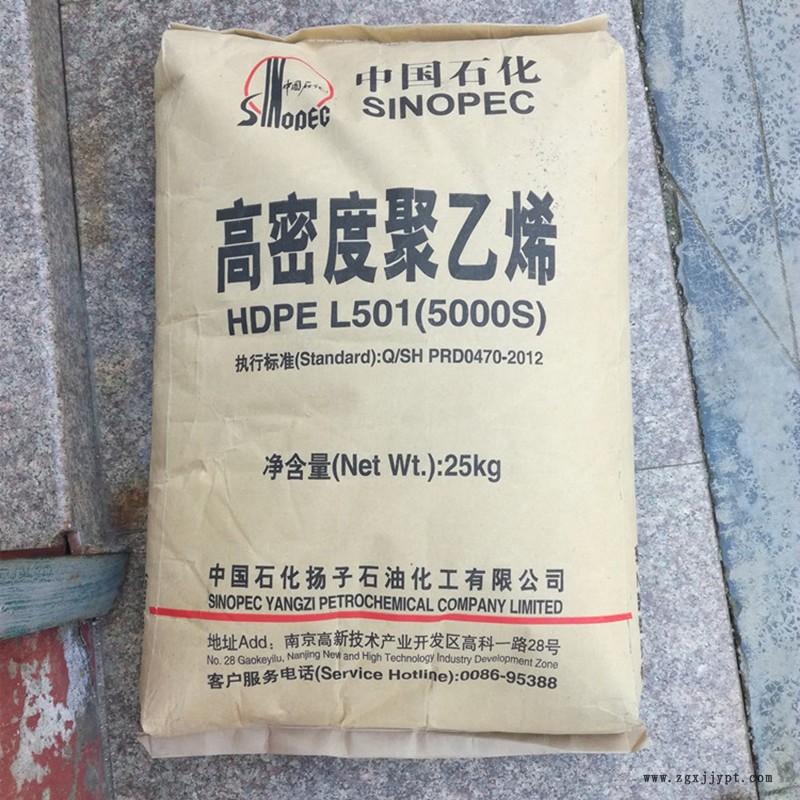 中国石化
SINOPEC
中国石化
SINOPEC
高密度聚乙烯
HDPE L501(5000S)
执行标准(Standard):Q/SH PRD0470-2012
净含量(Net Wt.):25kg
中国石化扬子石油化工有限公司
SINOPEC YANGZI PETROCHEMICAL COMPANY LIMITED
地址Add: 南京高新技术产业开发区高科一路28号
No. 28 Gaokeyilu, Nanjing New and High Technology Industry Development Zone
客户服务电话(Service Hotline):0086-95388
www.zgxjjypt.com